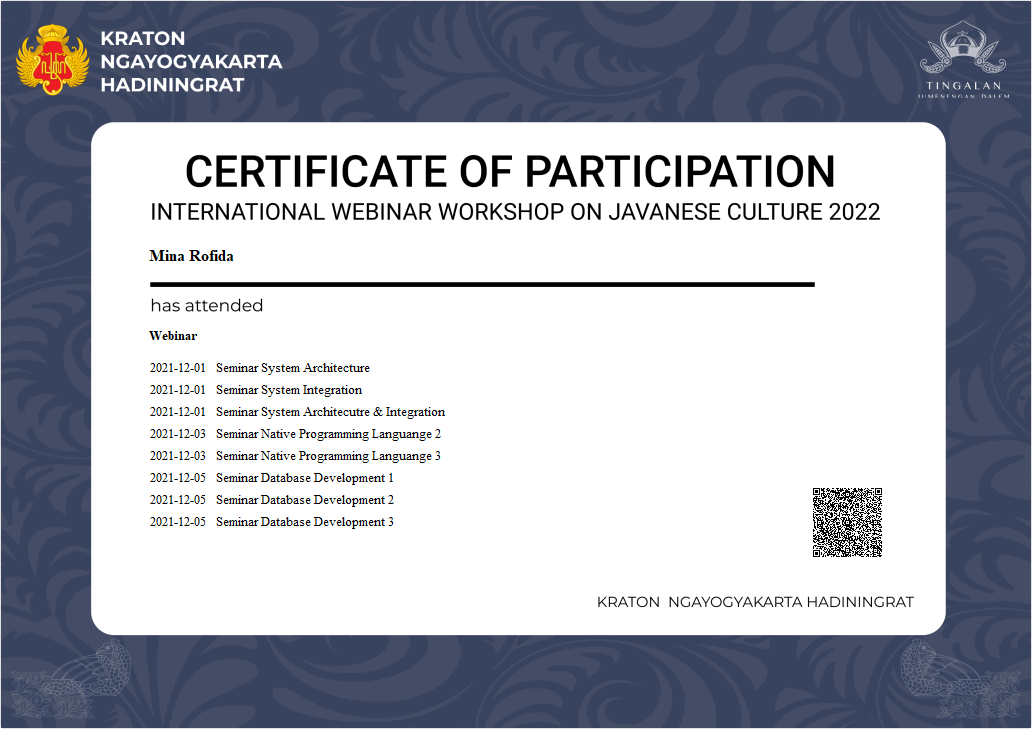 KRATON
NGAYOGYAKARTA
HADININGRAT
TINGALAN
JUMENENGAN DALEM
CERTIFICATE OF PARTICIPATION
INTERNATIONAL WEBINAR WORKSHOP ON JAVANESE CULTURE 2022
Mina Rofida
has attended
Webinar
2021-12-01 Seminar System Architecture
2021-12-01 Seminar System Integration
2021-12-01 Seminar System Architecutre & Integration
2021-12-03 Seminar Native Programming Languange 2
2021-12-03 Seminar Native Programming Languange 3
2021-12-05 Seminar Database Development 1
2021-12-05 Seminar Database Development 2
2021-12-05 Seminar Database Development 3
KRATON NGAYOGYAKARTA HADININGRAT